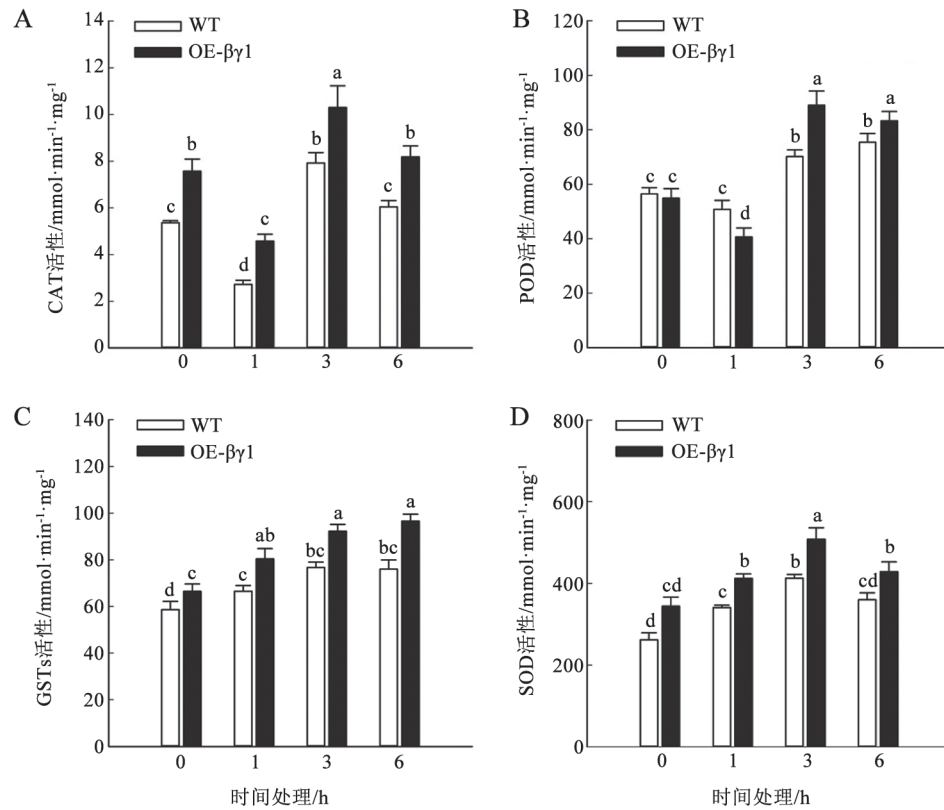 A
WT
OE-βγ1
CAT活性/mmol·min⁻¹·mg⁻¹
14
12
10
8
6
4
2
0
c
b
d
c
b
a
c
b
0 1 3 6
B
WT
OE-βγ1
POD活性/mmol·min⁻¹·mg⁻¹
120
100
80
60
40
20
0
c
c
c
d
b
a
b
a
0 1 3 6
C
WT
OE-βγ1
GSTs活性/mmol·min⁻¹·mg⁻¹
140
120
100
80
60
40
20
0
d
c
c
ab
bc
a
bc
a
0 1 3 6
时间处理/h
D
WT
OE-βγ1
SOD活性/mmol·min⁻¹·mg⁻¹
800
600
400
200
0
d
cd
c
b
b
a
cd
b
0 1 3 6
时间处理/h